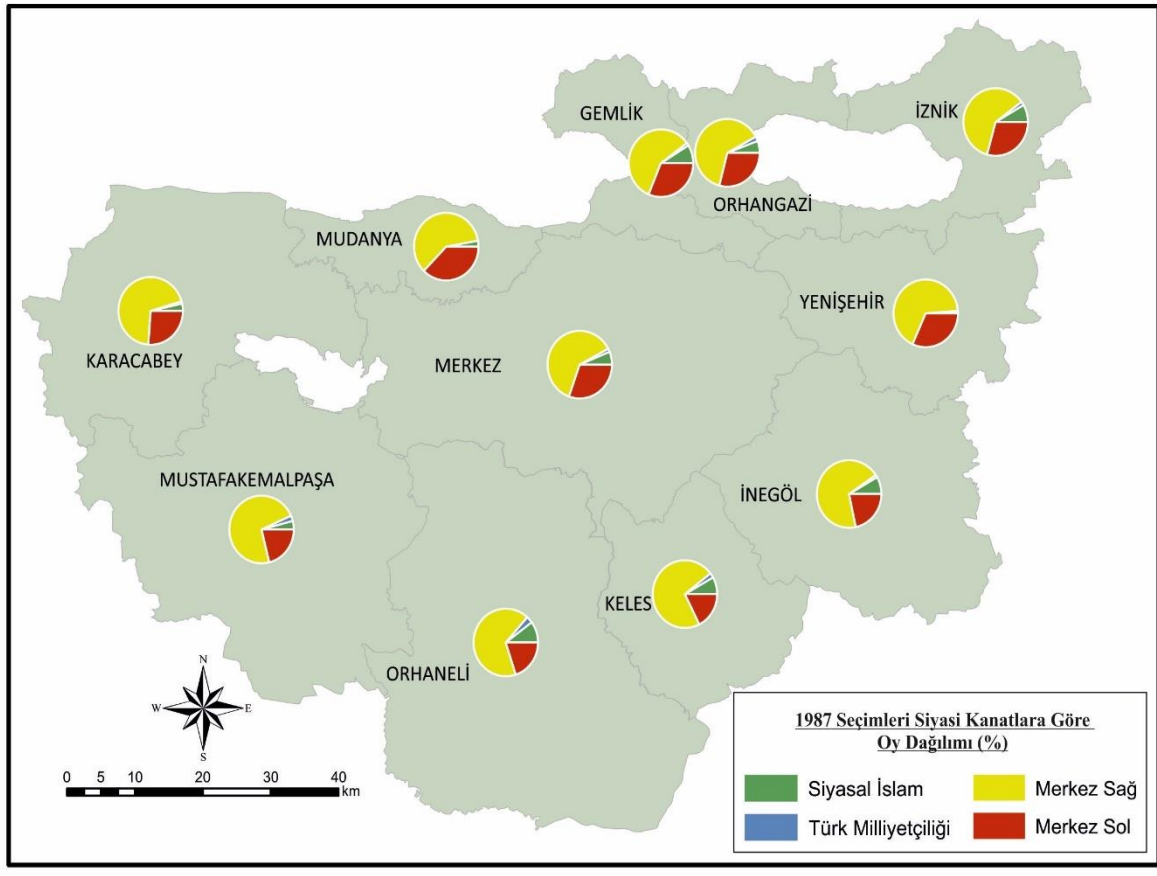 GEMLİK
İZNİK
ORHANGAZİ
MUDANYA
YENİŞEHİR
KARACABEY
MERKEZ
MUSTAFAKEMALPAŞA
İNEGÖL
KELES
ORHANELİ
N
W
E
S
0 5 10 20 30 40
km
1987 Seçimleri Siyasi Kanatlara Göre
Oy Dağılımı (%)
Siyasal İslam
Merkez Sağ
Türk Milliyetçiliği
Merkez Sol